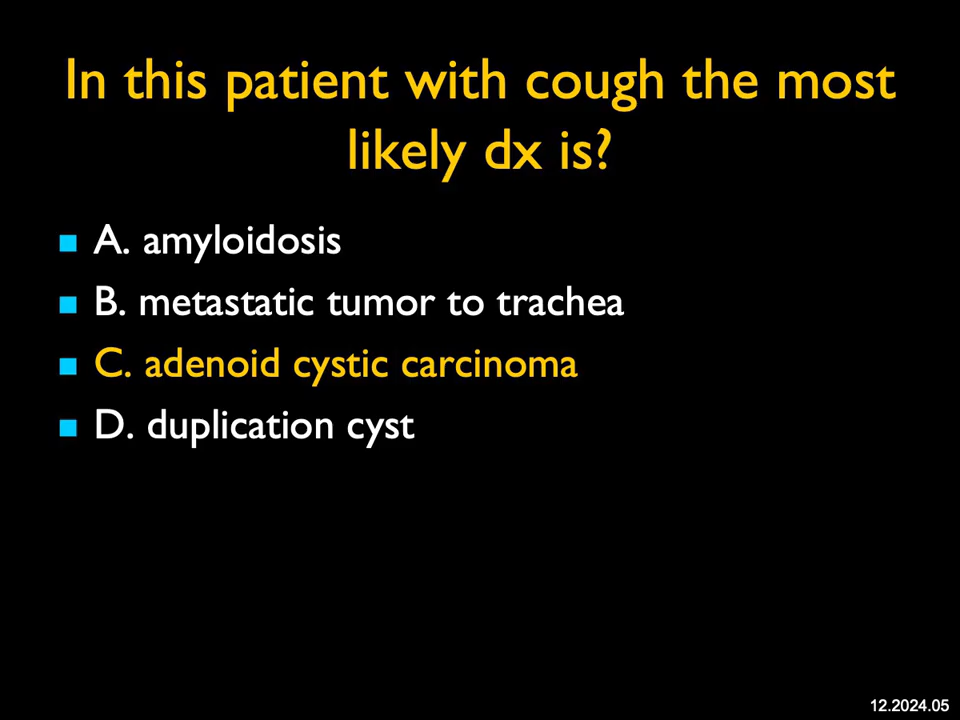 In this patient with cough the most
likely dx is?
A. amyloidosis
B. metastatic tumor to trachea
C. adenoid cystic carcinoma
D. duplication cyst
12.2024.05